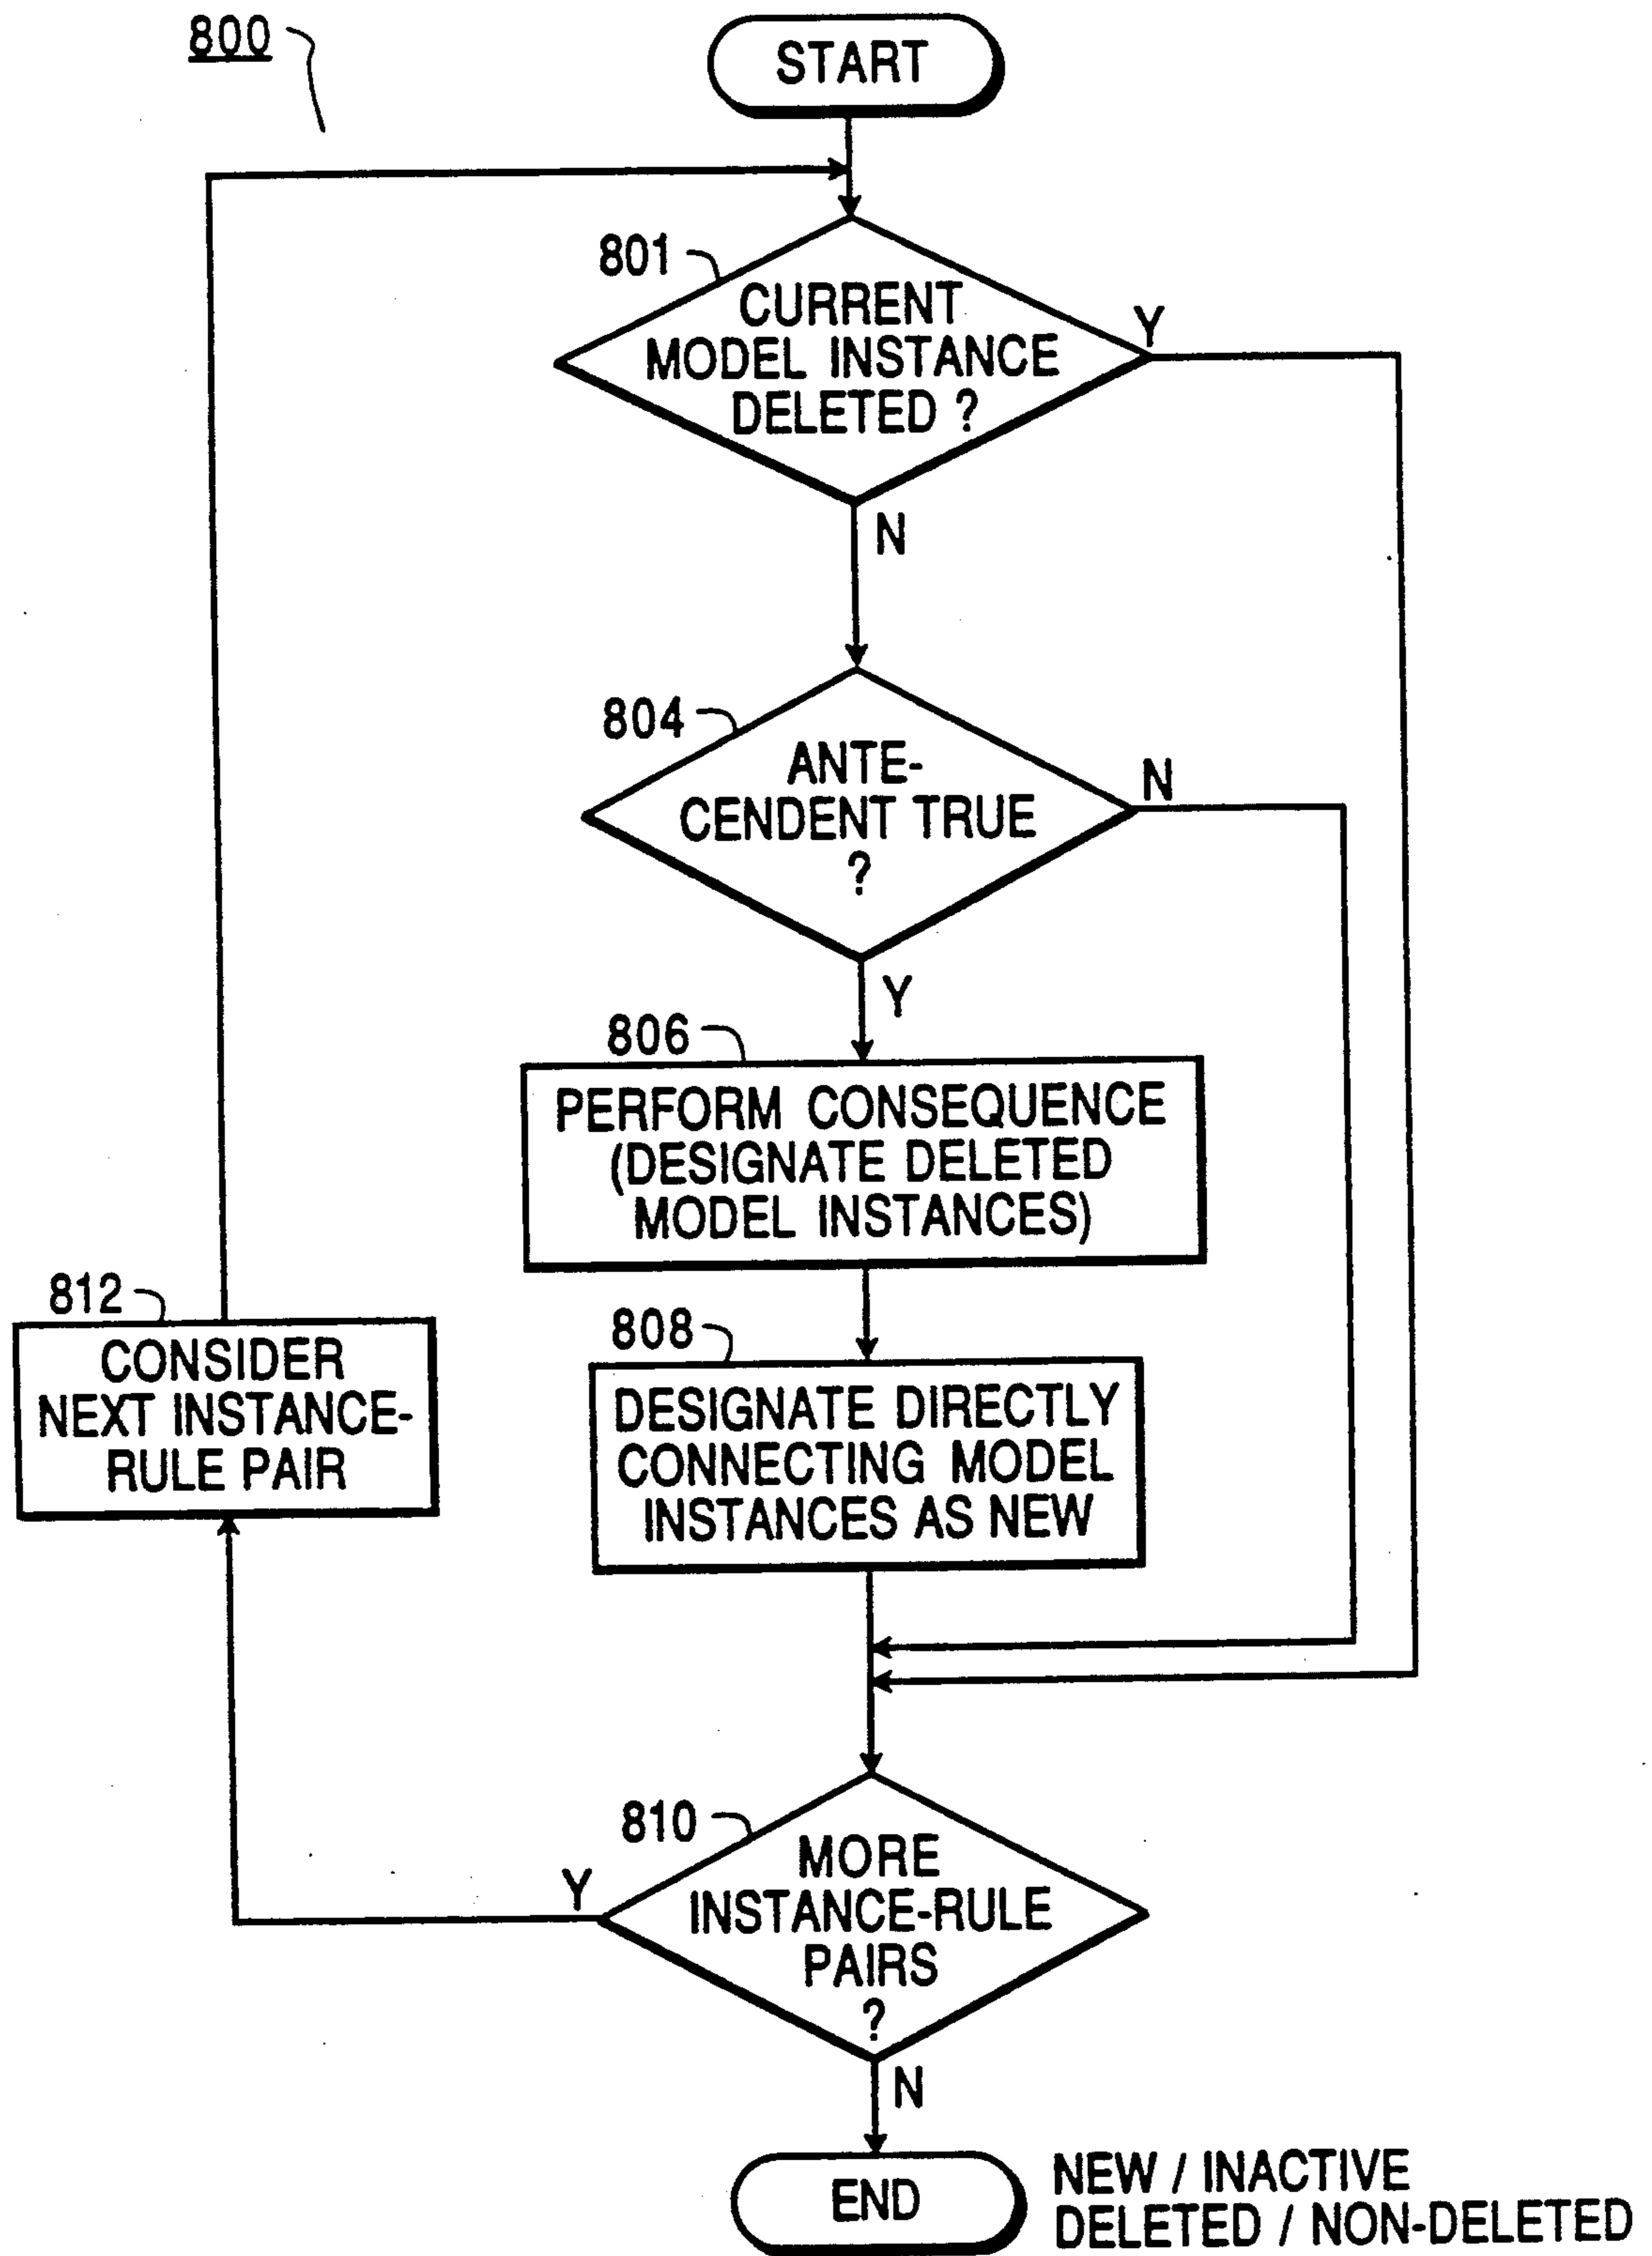 800
START
801
CURRENT
MODEL INSTANCE
DELETED ?
Y
N
804
ANTE-
CENDENT TRUE
?
N
Y
806
PERFORM CONSEQUENCE
(DESIGNATE DELETED
MODEL INSTANCES)
812
CONSIDER
NEXT INSTANCE-
RULE PAIR
808
DESIGNATE DIRECTLY
CONNECTING MODEL
INSTANCES AS NEW
810
MORE
INSTANCE-RULE
PAIRS
?
Y
N
END
NEW / INACTIVE
DELETED / NON-DELETED